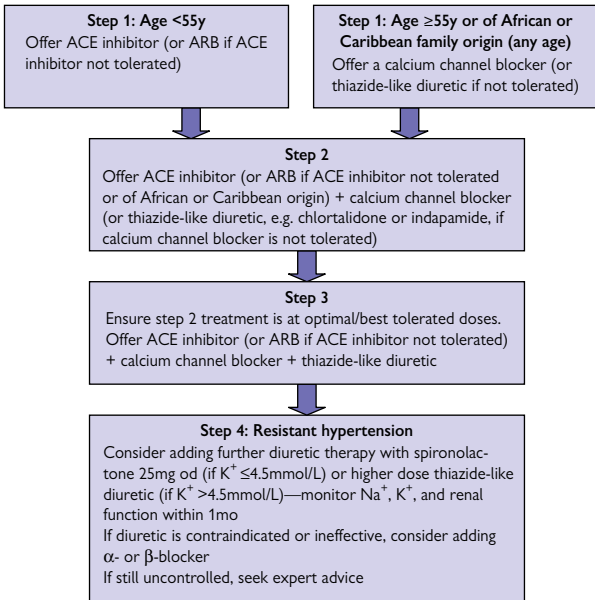 Step 1: Age <55y
Offer ACE inhibitor (or ARB if ACE
inhibitor not tolerated)
Step 1: Age ≥55y or of African or
Caribbean family origin (any age)
Offer a calcium channel blocker (or
thiazide-like diuretic if not tolerated)
Step 2
Offer ACE inhibitor (or ARB if ACE inhibitor not tolerated
or of African or Caribbean origin) + calcium channel blocker
(or thiazide-like diuretic, e.g. chlortalidone or indapamide, if
calcium channel blocker is not tolerated)
Step 3
Ensure step 2 treatment is at optimal/best tolerated doses.
Offer ACE inhibitor (or ARB if ACE inhibitor not tolerated)
+ calcium channel blocker + thiazide-like diuretic
Step 4: Resistant hypertension
Consider adding further diuretic therapy with spironolac-
tone 25mg od (if K⁺ ≤4.5mmol/L) or higher dose thiazide-like
diuretic (if K⁺ >4.5mmol/L)—monitor Na⁺, K⁺, and renal
function within 1mo
If diuretic is contraindicated or ineffective, consider adding
α- or β-blocker
If still uncontrolled, seek expert advice